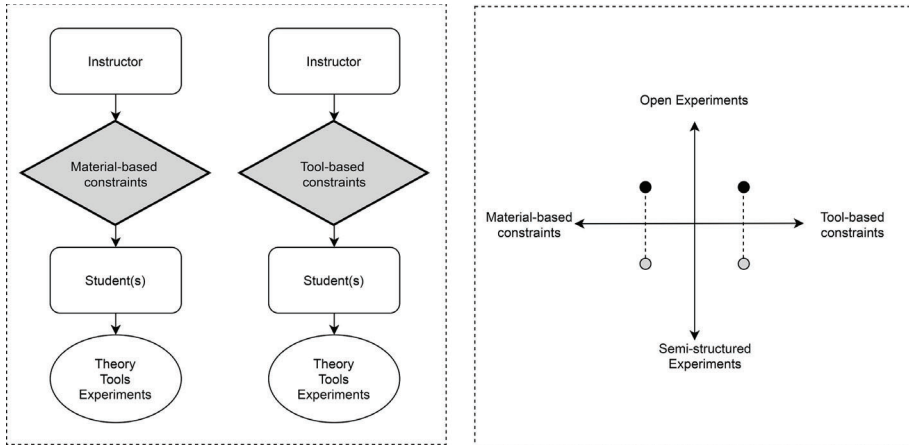 Instructor
Material-based
constraints
Student(s)
Theory
Tools
Experiments
Instructor
Tool-based
constraints
Student(s)
Theory
Tools
Experiments
Open Experiments
Material-based
constraints
Tool-based
constraints
Semi-structured
Experiments